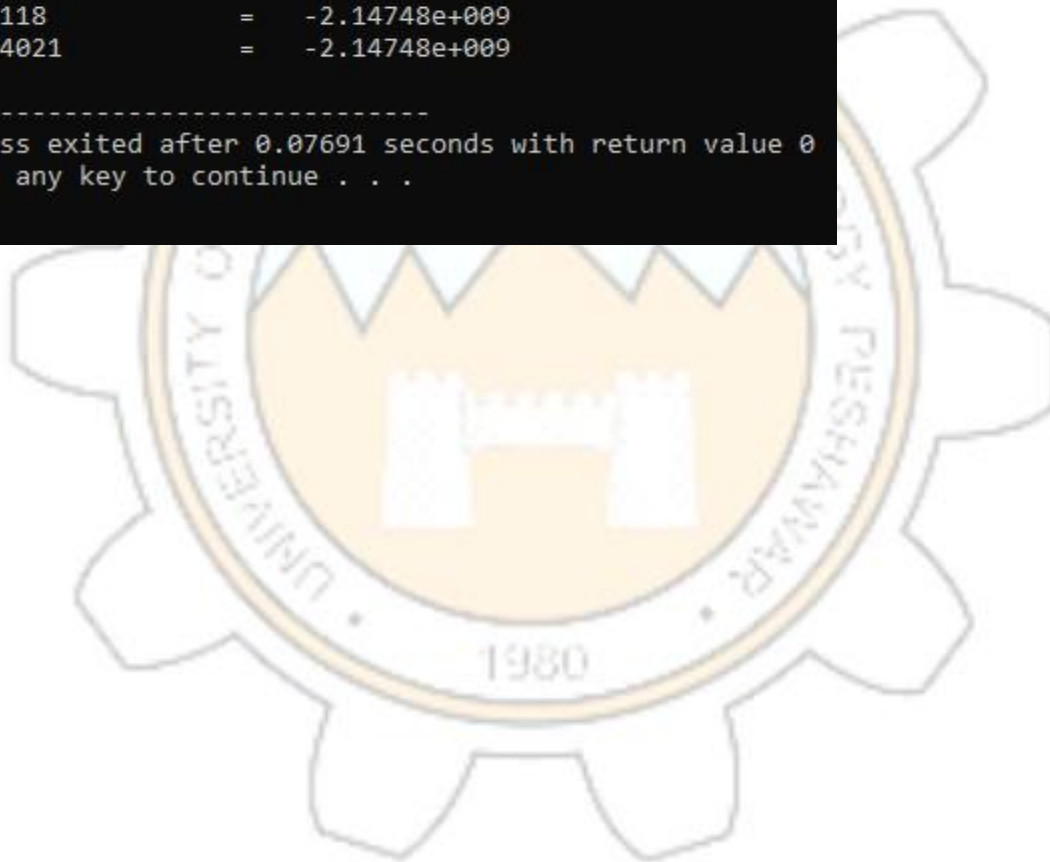 118 = -2.14748e+009
4021 = -2.14748e+009
---------------------------
ss exited after 0.07691 seconds with return value 0
any key to continue . . .
UNIVERSITY O
OGY PESHAWAR
1980